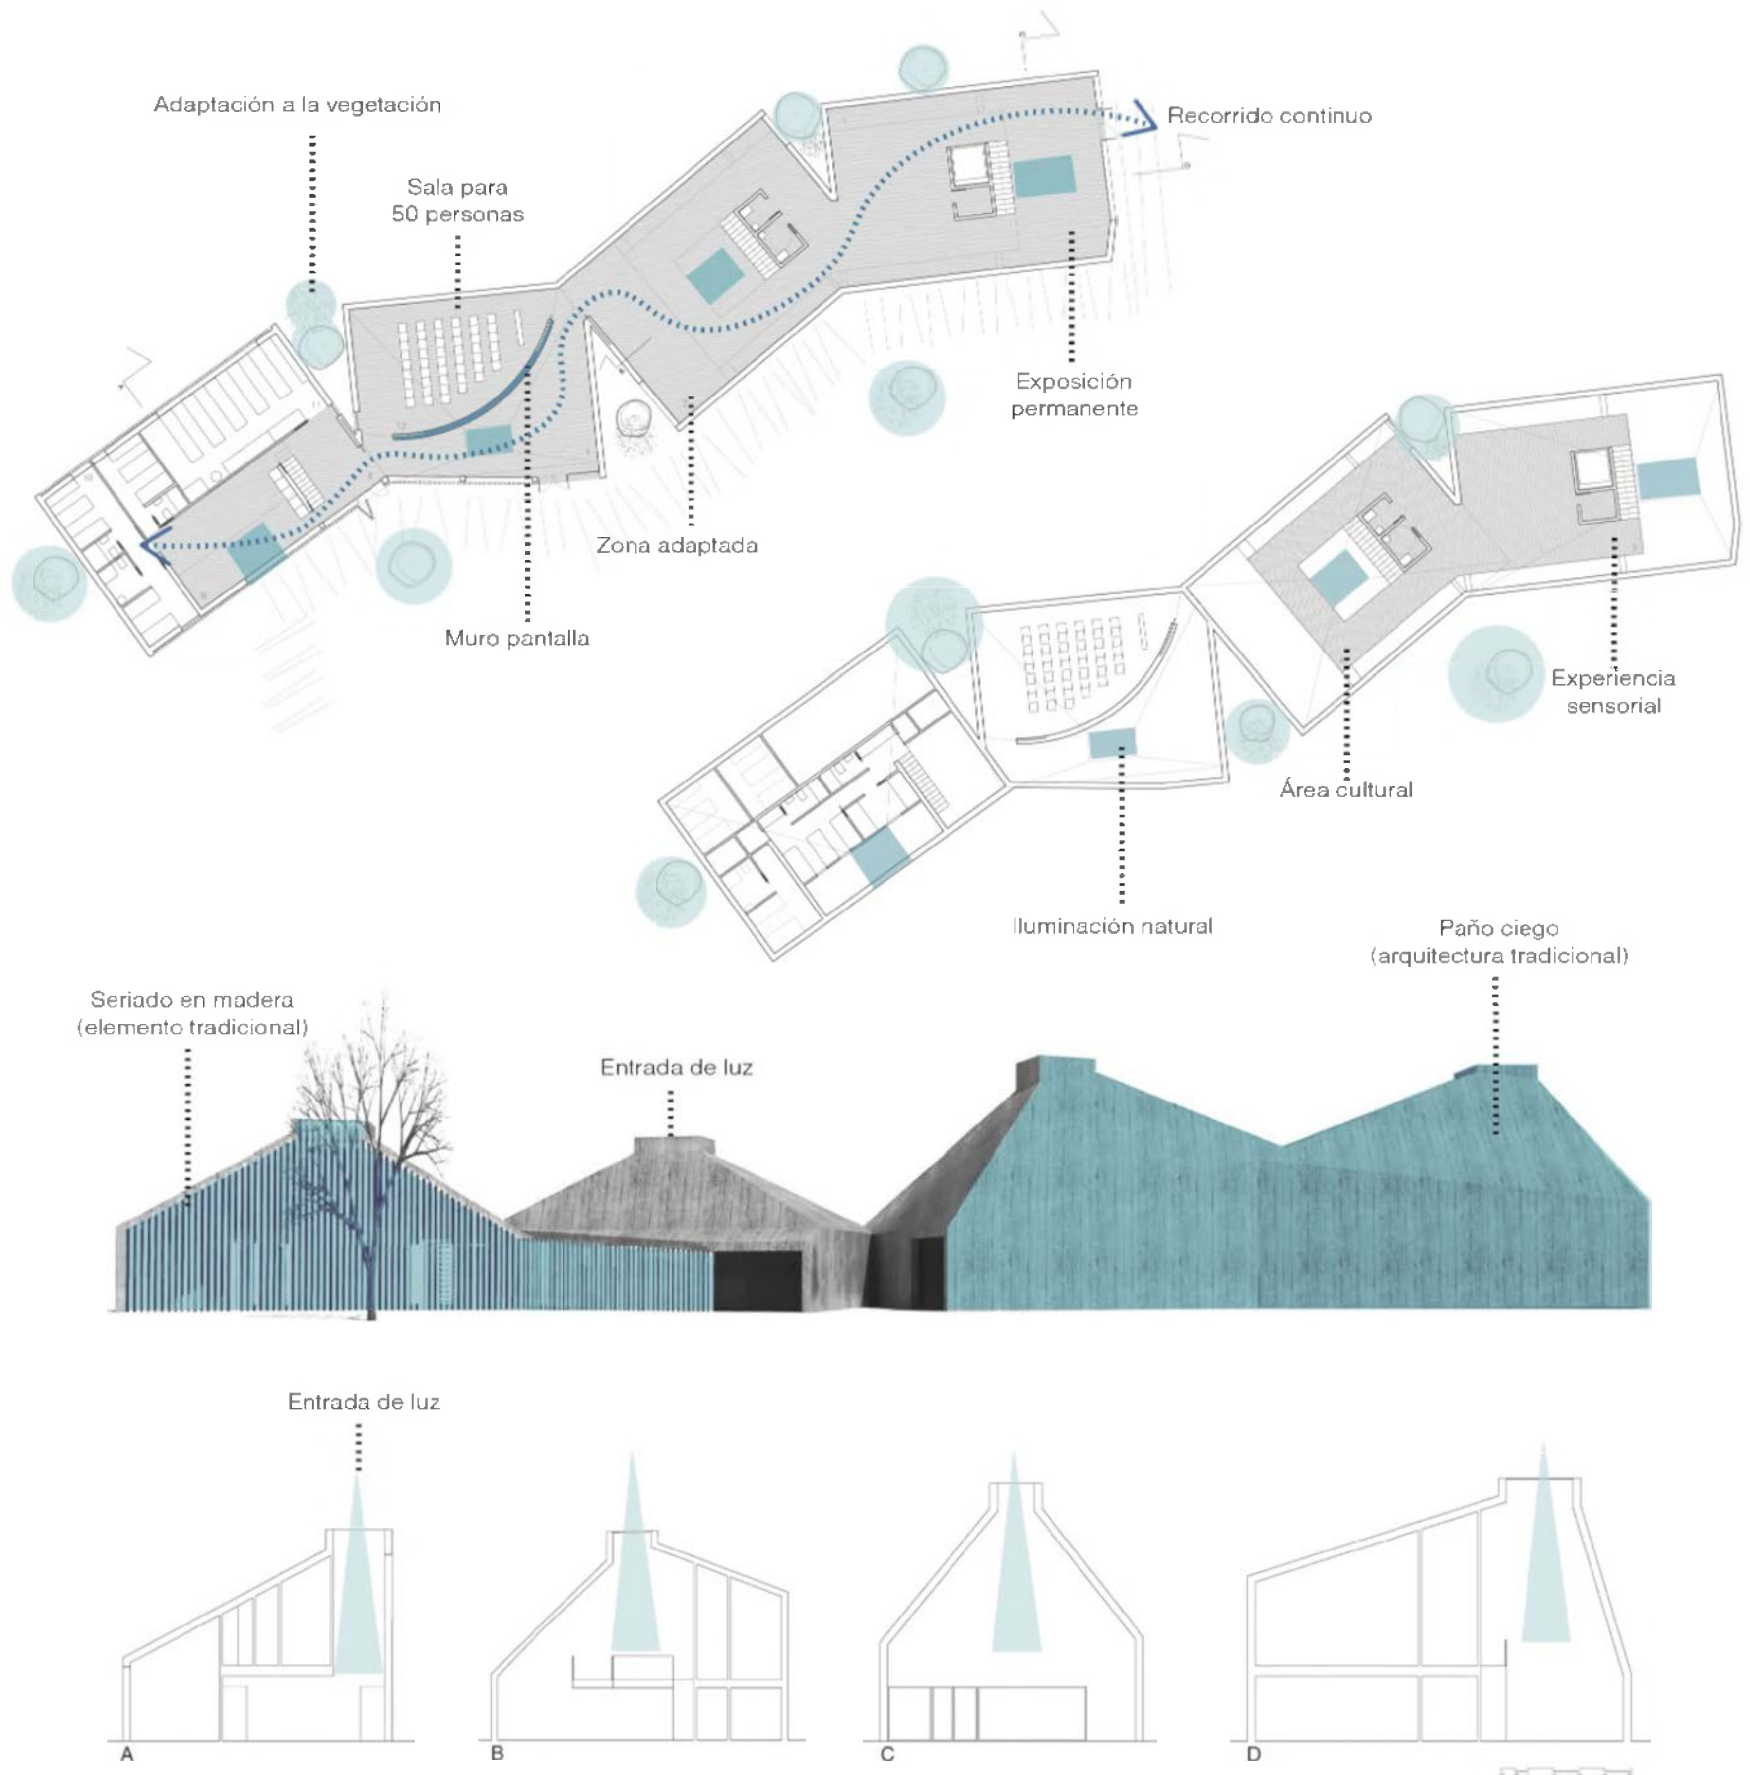 Adaptación a la vegetación
Recorrido continuo
Sala para
50 personas
Exposición
permanente
Zona adaptada
Muro pantalla
Experiencia
sensorial
Área cultural
Iluminación natural
Paño ciego
(arquitectura tradicional)
Seriado en madera
(elemento tradicional)
Entrada de luz
Entrada de luz
A
B
C
D